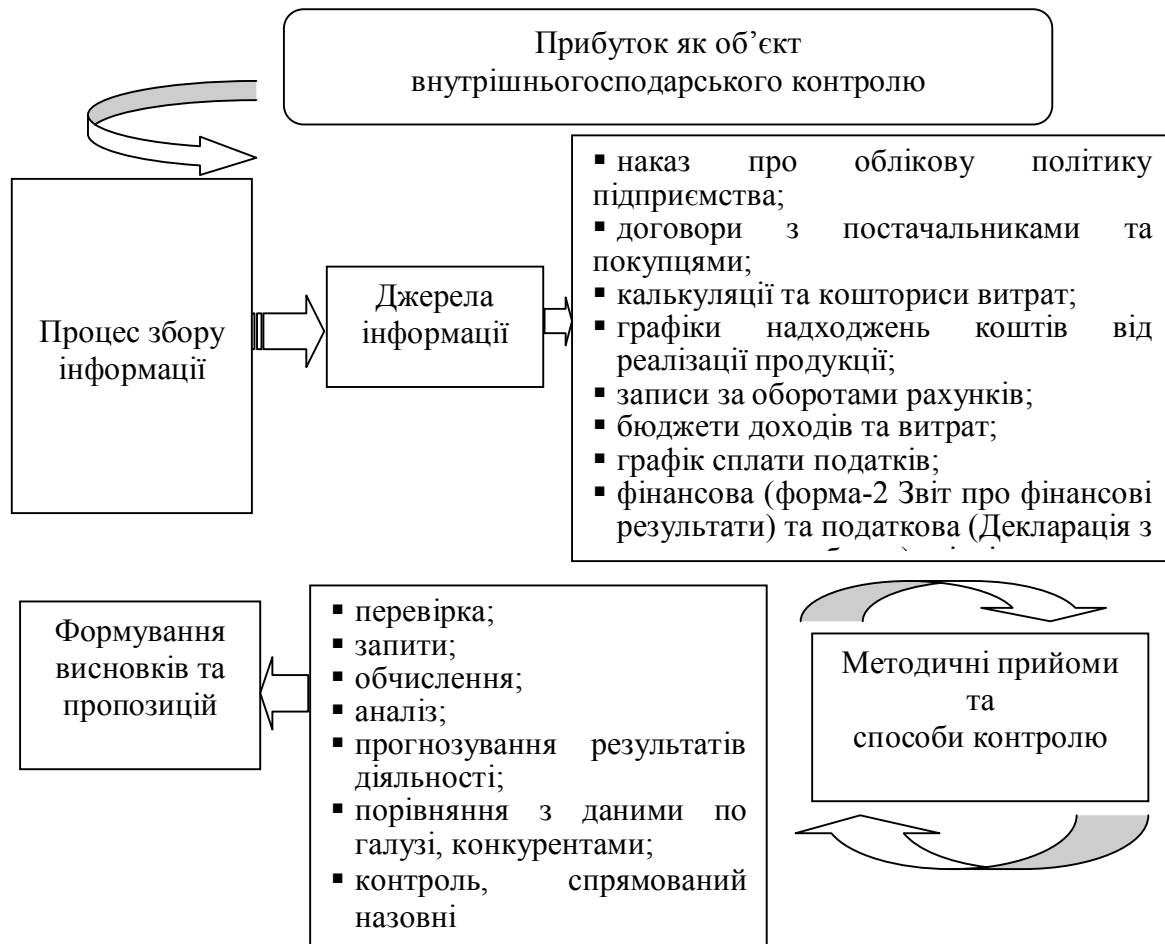 Прибуток як об’єкт
внутрішньогосподарського контролю
Процес збору
інформації
Джерела
інформації
▪ наказ про облікову політику
підприємства;
▪ договори з постачальниками та
покупцями;
▪ калькуляції та кошториси витрат;
▪ графіки надходжень коштів від
реалізації продукції;
▪ записи за оборотами рахунків;
▪ бюджети доходів та витрат;
▪ графік сплати податків;
▪ фінансова (форма-2 Звіт про фінансові
результати) та податкова (Декларація з
Методичні прийоми
та
способи контролю
▪ перевірка;
▪ запити;
▪ обчислення;
▪ аналіз;
▪ прогнозування результатів
діяльності;
▪ порівняння з даними по
галузі, конкурентами;
▪ контроль, спрямований
назовні
Формування
висновків та
пропозицій